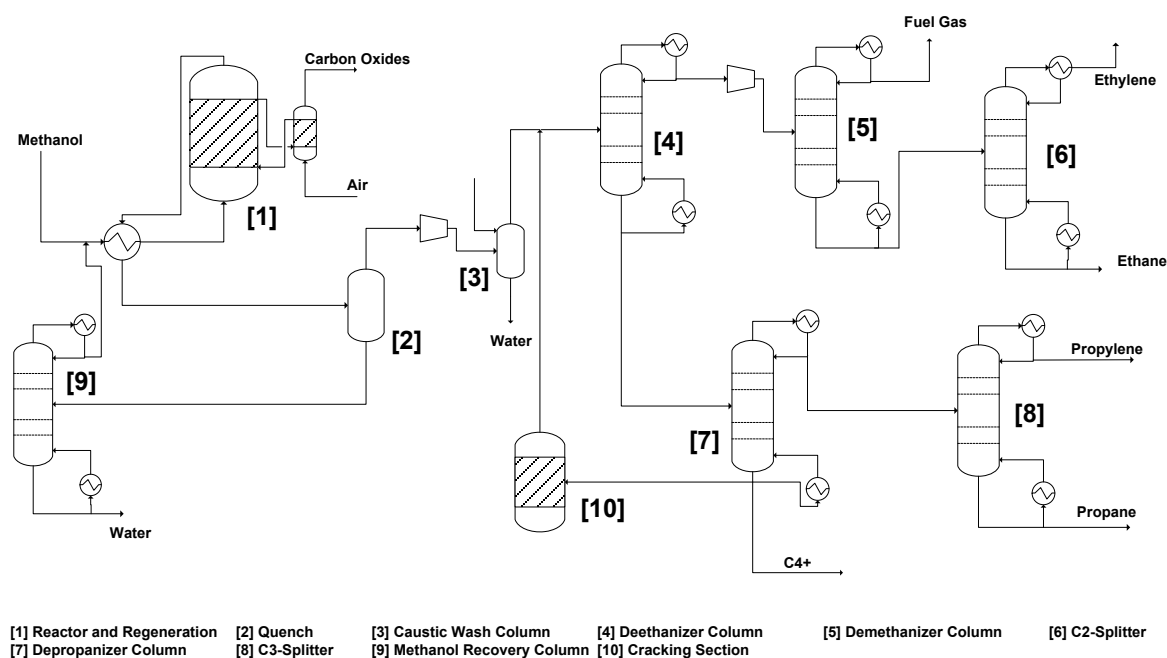 Fuel Gas
Carbon Oxides
Ethylene
[4]
[5]
[6]
Methanol
Air
[1]
[3]
Ethane
Water
[2]
Propylene
[9]
[8]
[7]
[10]
Propane
Water
C4+
[1] Reactor and Regeneration [2] Quench [3] Caustic Wash Column [4] Deethanizer Column [5] Demethanizer Column [6] C2-Splitter
[7] Depropanizer Column [8] C3-Splitter [9] Methanol Recovery Column [10] Cracking Section